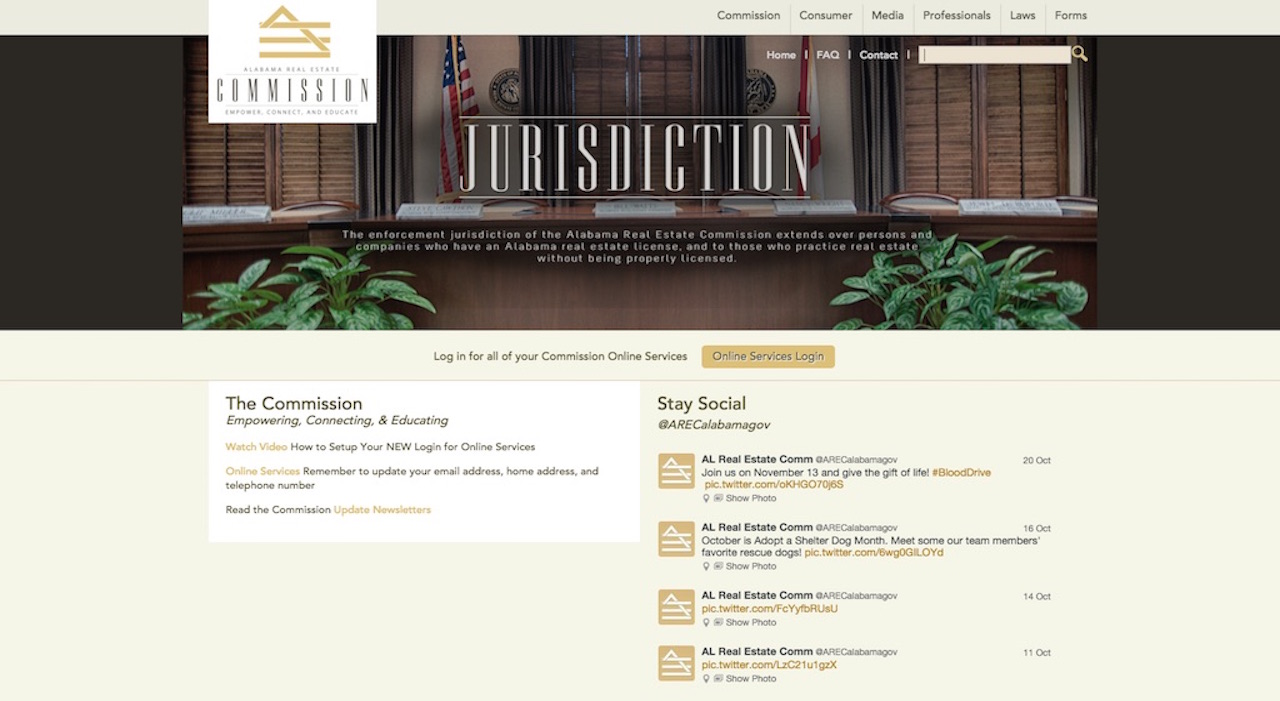 Commission Consumer Media Professionals Laws Forms
ALABAMA REAL ESTATE
COMMISSION
EMPOWER, CONNECT, AND EDUCATE
Home | FAQ | Contact |
JURISDICTION
The enforcement jurisdiction of the Alabama Real Estate Commission extends over persons and
companies who have an Alabama real estate license, and to those who practice real estate
without being properly licensed.
Log in for all of your Commission Online Services Online Services Login
The Commission
Empowering, Connecting, & Educating
Watch Video How to Setup Your NEW Login for Online Services
Online Services Remember to update your email address, home address, and
telephone number
Read the Commission Update Newsletters
Stay Social
@ARECalabamagov
AL Real Estate Comm @ARECalabamagov 20 Oct
Join us on November 13 and give the gift of life! #BloodDrive
pic.twitter.com/oKHGO70j6S
Show Photo
AL Real Estate Comm @ARECalabamagov 16 Oct
October is Adopt a Shelter Dog Month. Meet some our team members'
favorite rescue dogs! pic.twitter.com/6wg0GlLOYd
Show Photo
AL Real Estate Comm @ARECalabamagov 14 Oct
pic.twitter.com/FcYyfbRUsU
Show Photo
AL Real Estate Comm @ARECalabamagov 11 Oct
pic.twitter.com/LzC21u1gzX
Show Photo